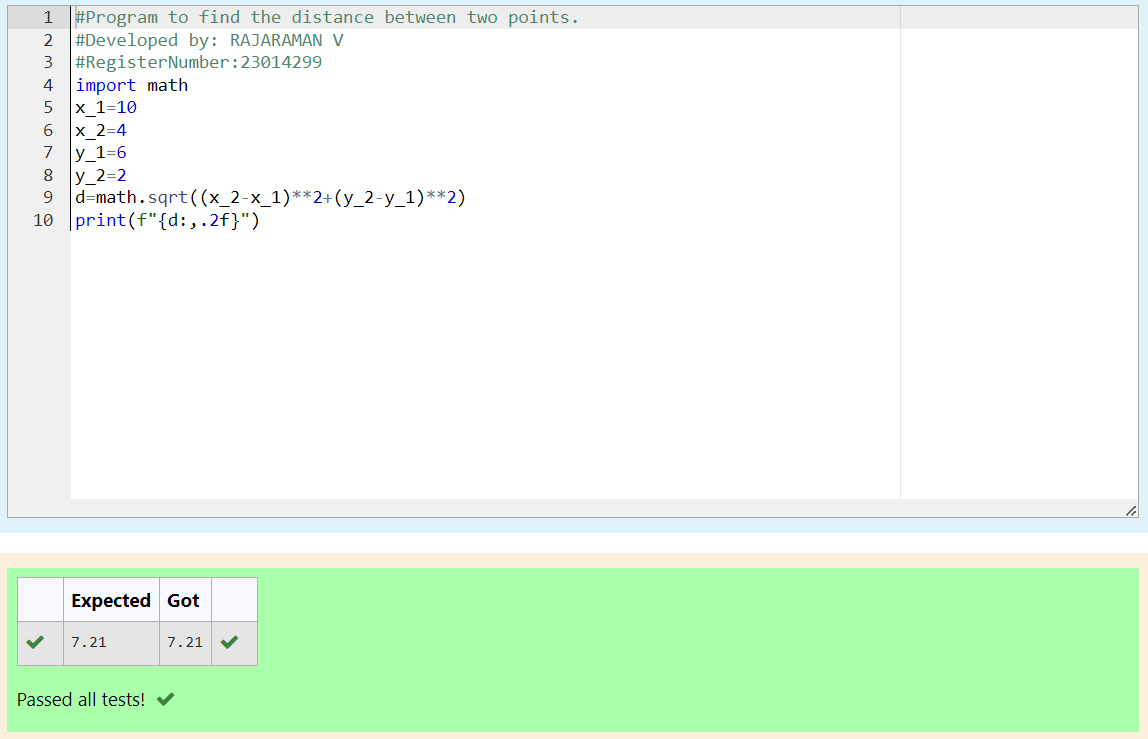 1 #Program to find the distance between two points.
2 #Developed by: RAJARAMAN V
3 #RegisterNumber:23014299
4 import math
5 x_1=10
6 x_2=4
7 y_1=6
8 y_2=2
9 d=math.sqrt((x_2-x_1)**2+(y_2-y_1)**2)
10 print(f"{d:,.2f}")
Expected Got
7.21 7.21
Passed all tests!